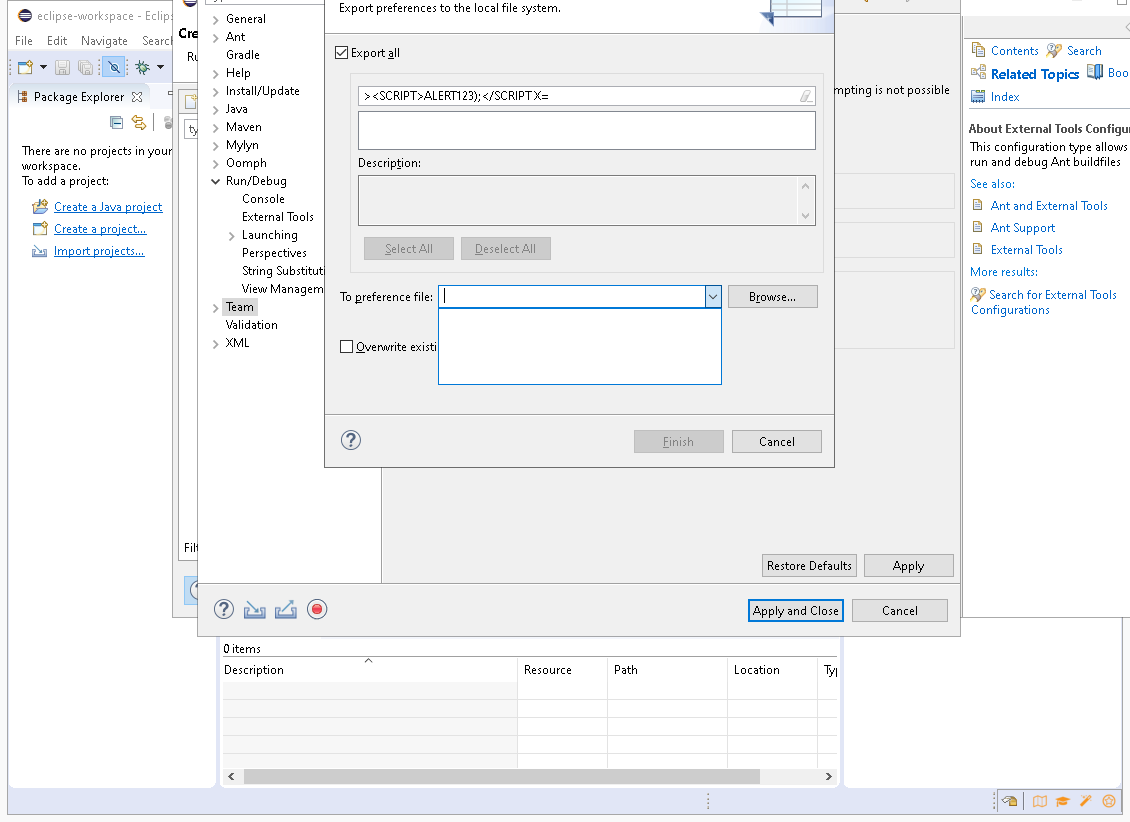 eclipse-workspace - Eclips
File Edit Navigate Search
Package Explorer
There are no projects in your
workspace.
To add a project:
Create a Java project
Create a project...
Import projects...
Cre
Ru
ty
Filt
General
Ant
Gradle
Help
Install/Update
Java
Maven
Mylyn
Oomph
Run/Debug
Console
External Tools
Launching
Perspectives
String Substituti
View Managem
Team
Validation
XML
Export preferences to the local file system.
Export all
><SCRIPT>ALERT123);</SCRIPTX=
Description:
Select All Deselect All
To preference file: Browse...
Overwrite existi
Finish Cancel
mpting is not possible
Restore Defaults Apply
Apply and Close Cancel
Contents Search
Related Topics Boo
Index
About External Tools Configur
This configuration type allows
run and debug Ant buildfiles
See also:
Ant and External Tools
Ant Support
External Tools
More results:
Search for External Tools
Configurations
0 items
Description Resource Path Location Typ